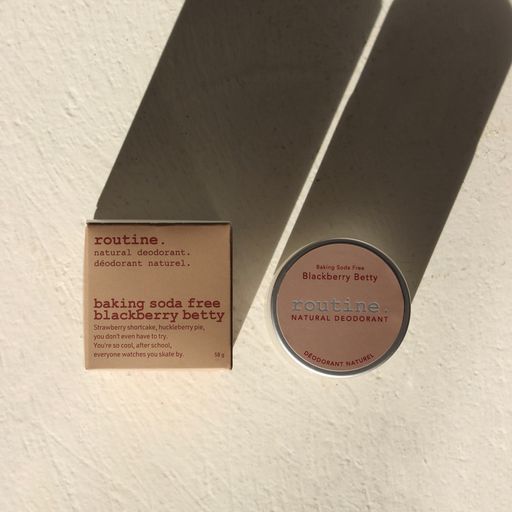 routine.
natural deodorant.
déodorant naturel.
baking soda free
blackberry betty
Strawberry shortcake, huckleberry pie,
you don't even have to try.
You're so cool, after school,
everyone watches you skate by.
58 g
Baking Soda Free
Blackberry Betty
routine.
NATURAL DEODORANT
DÉODORANT NATUREL